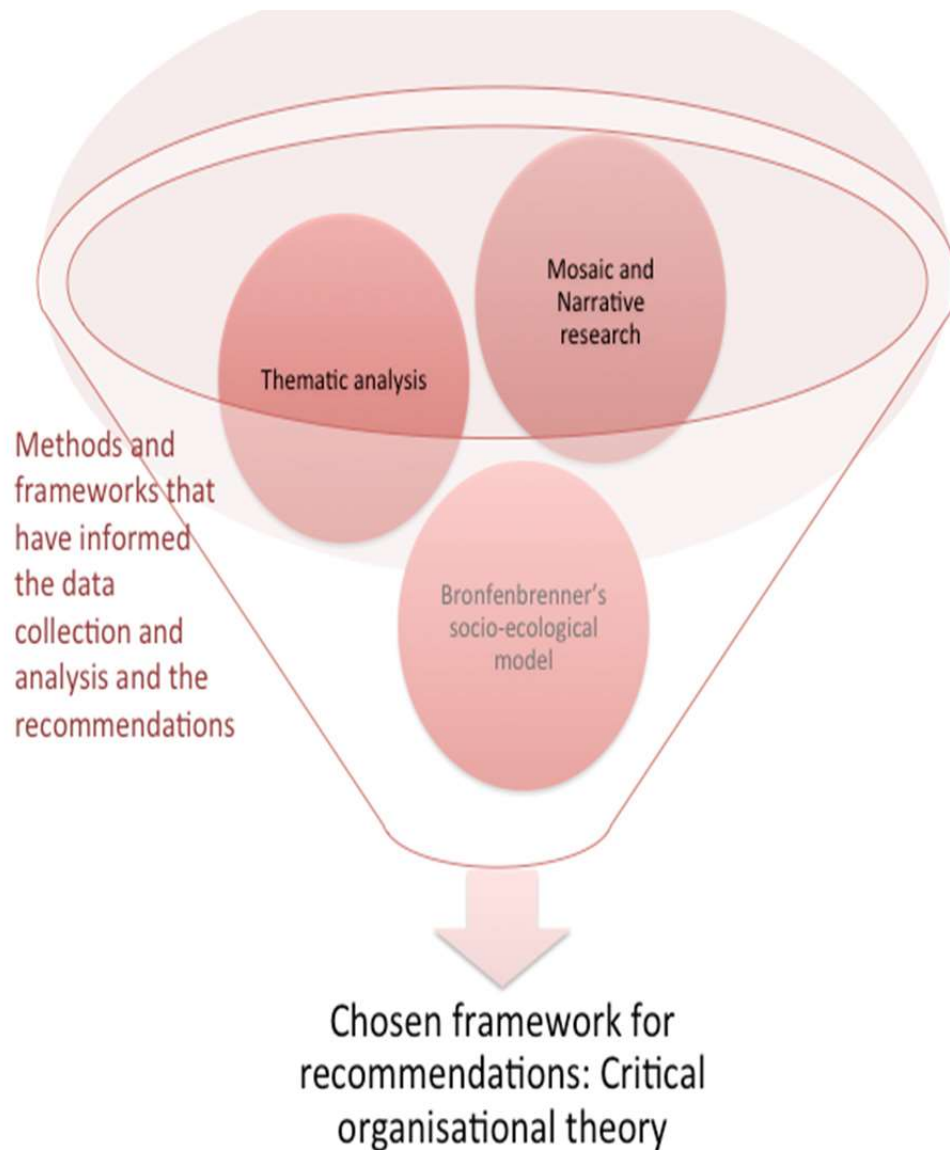 Mosaic and
Narrative
research
Thematic analysis
Methods and
frameworks that
have informed
the data
collection and
analysis and the
recommendations
Bronfenbrenner’s
socio-ecological
model
Chosen framework for
recommendations: Critical
organisational theory